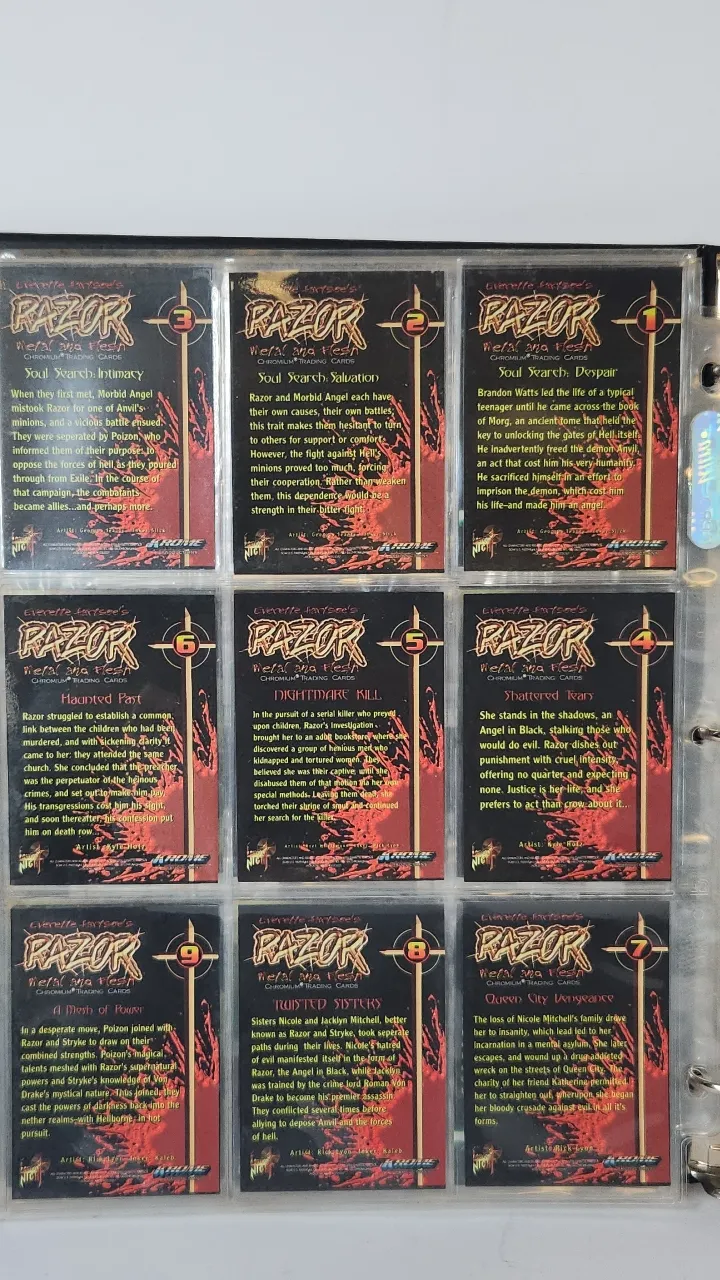 Everette Hartsoe's
RAZOR
3
Metal and Flesh
CHROMIUM TRADING CARDS
Soul Search: Intimacy
When they first met, Morbid Angel
mistook Razor for one of Anvil's
minions, and a vicious battle ensued.
They were seperated by Poizon, who
informed them of their purpose: to
oppose the forces of hell as they poured
through from Exile. In the course of
that campaign, the combatants
became allies...and perhaps more.
KROME
Everette Hartsoe's
RAZOR
2
Metal and Flesh
CHROMIUM TRADING CARDS
Soul Search: Salvation
Razor and Morbid Angel each have
their own causes, their own battles;
this trait makes them hesitant to turn
to others for support or comfort.
However, the fight against Hell's
minions proved too much, forcing
their cooperation. Rather than weaken
them, this dependence would be a
strength in their bitter fight.
KROME
Everette Hartsoe's
RAZOR
1
Metal and Flesh
CHROMIUM TRADING CARDS
Soul Search: Despair
Brandon Watts led the life of a typical
teenager until he came across the book
of Morg, an ancient tome that held the
key to unlocking the gates of Hell itself.
He inadvertently freed the demon Anvil,
an act that cost him his very humanity.
He sacrificed himself in an effort to
imprison the demon, which cost him
his life—and made him an angel.
KROME
Everette Hartsoe's
RAZOR
6
Metal and Flesh
CHROMIUM TRADING CARDS
Haunted Past
Razor struggled to establish a common
link between the children who had been
murdered, and with sickening clarity it
came to her: they attended the same
church. She concluded that the preacher
was the perpetuator of the heinous
crimes, and set out to make him pay.
His transgressions cost him his sight,
and soon thereafter, his confession put
him on death row.
Artist: Kyle Hotz
KROME
Everette Hartsoe's
RAZOR
5
Metal and Flesh
CHROMIUM TRADING CARDS
NIGHTMARE KILL
In the pursuit of a serial killer who preyed
upon children, Razor's investigation
brought her to an adult bookstore, where she
discovered a group of henious men who
kidnapped and tortured women. They
believed she was their captive, until she
disabused them of that motion via her own
special methods. Leaving them dead, she
torched their shrine of smut and continued
her search for the killer.
KROME
Everette Hartsoe's
RAZOR
4
Metal and Flesh
CHROMIUM TRADING CARDS
Shattered Tears
She stands in the shadows, an
Angel in Black, stalking those who
would do evil. Razor dishes out
punishment with cruel intensity,
offering no quarter and expecting
none. Justice is her life, and she
prefers to act than crow about it...
Artist: Kyle Hotz
KROME
Everette Hartsoe's
RAZOR
9
Metal and Flesh
CHROMIUM TRADING CARDS
A Mesh of Power
In a desperate move, Poizon joined with
Razor and Stryke to draw on their
combined strengths. Poizon's magical
talents meshed with Razor's supernatural
powers and Stryke's knowledge of Von
Drake's mystical nature. Thus joined, they
cast the powers of darkness back into the
nether realms—with Hellborne in hot
pursuit.
KROME
Everette Hartsoe's
RAZOR
8
Metal and Flesh
CHROMIUM TRADING CARDS
TWISTED SISTERS
Sisters Nicole and Jacklyn Mitchell, better
known as Razor and Stryke, took seperate
paths during their lives. Nicole's hatred
of evil manifested itself in the form of
Razor, the Angel in Black, while Jacklyn
was trained by the crime lord Roman Von
Drake to become his premier assassin.
They conflicted several times before
allying to depose Anvil and the forces
of hell.
KROME
Everette Hartsoe's
RAZOR
7
Metal and Flesh
CHROMIUM TRADING CARDS
Queen City Vengeance
The loss of Nicole Mitchell's family drove
her to insanity, which lead led to her
incarnation in a mental asylum. She later
escapes, and wound up a drug addicted
wreck on the streets of Queen City. The
charity of her friend Katherine permitted
her to straighten out, whereupon she began
her bloody crusade against evil in all it's
forms.
KROME